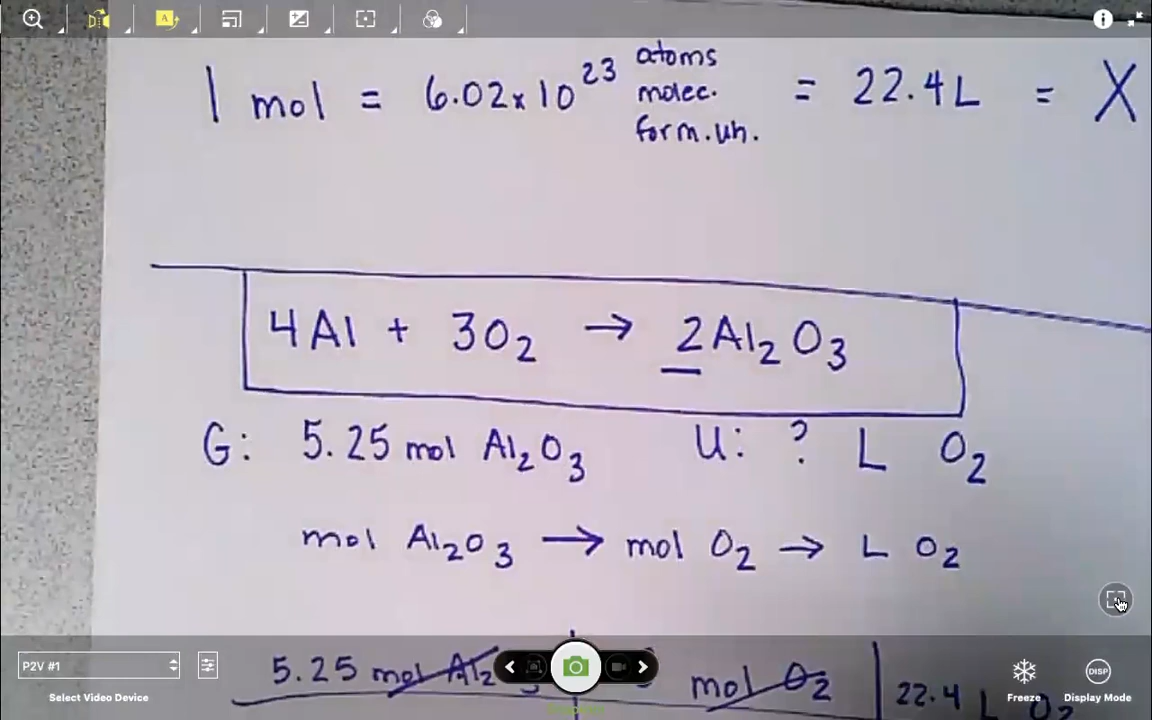 1 mol = 6.02x10^23 atoms molec. form.un. = 22.4L = X
4Al + 3O2 → 2Al2O3
G: 5.25 mol Al2O3 U: ? L O2
mol Al2O3 → mol O2 → L O2
5.25 mol Al2 mol O2 22.4 L O2
P2V #1
Select Video Device
Freeze
DISP
Display Mode